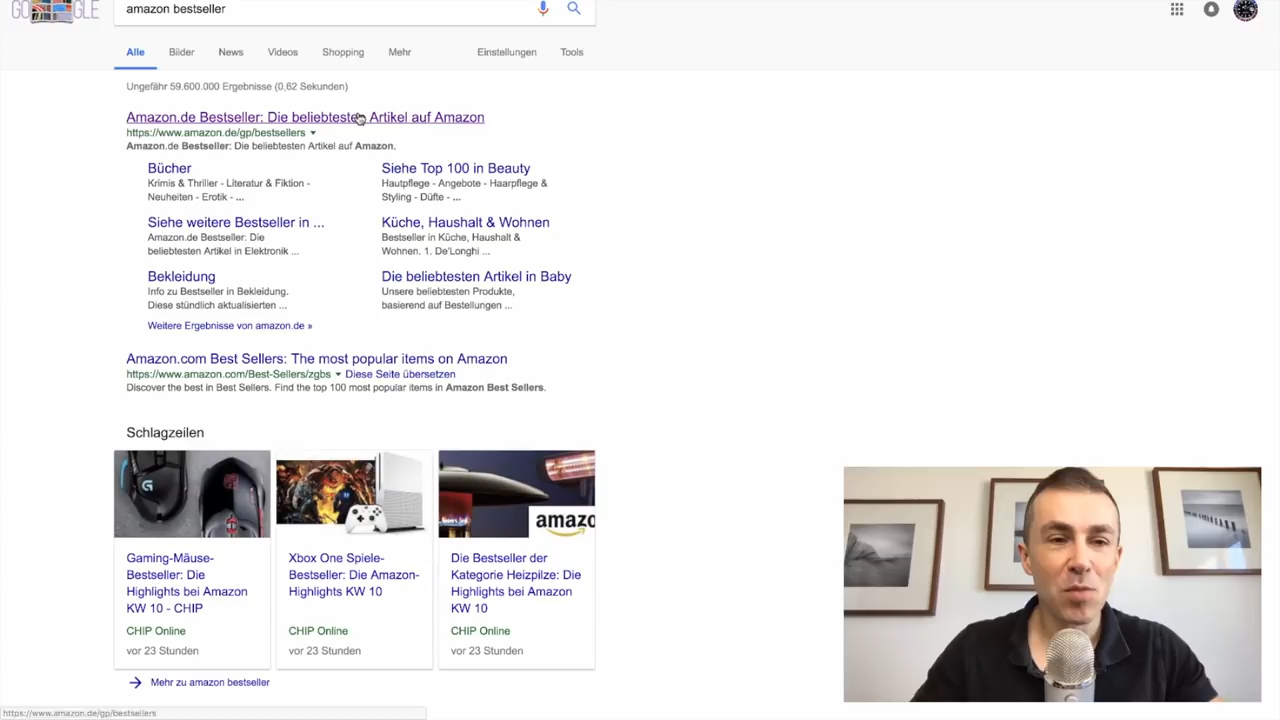 GO GLE
amazon bestseller
Alle Bilder News Videos Shopping Mehr Einstellungen Tools
Ungefähr 59.600.000 Ergebnisse (0,62 Sekunden)
Amazon.de Bestseller: Die beliebtesten Artikel auf Amazon
https://www.amazon.de/gp/bestsellers
Amazon.de Bestseller: Die beliebtesten Artikel auf Amazon.
Bücher
Krimis & Thriller - Literatur & Fiktion -
Neuheiten - Erotik - ...
Siehe Top 100 in Beauty
Hautpflege - Angebote - Haarpflege &
Styling - Düfte - ...
Siehe weitere Bestseller in ...
Amazon.de Bestseller: Die
beliebtesten Artikel in Elektronik ...
Küche, Haushalt & Wohnen
Bestseller in Küche, Haushalt &
Wohnen. 1. De'Longhi ...
Bekleidung
Info zu Bestseller in Bekleidung.
Diese stündlich aktualisierten ...
Die beliebtesten Artikel in Baby
Unsere beliebtesten Produkte,
basierend auf Bestellungen ...
Weitere Ergebnisse von amazon.de »
Amazon.com Best Sellers: The most popular items on Amazon
https://www.amazon.com/Best-Sellers/zgbs Diese Seite übersetzen
Discover the best in Best Sellers. Find the top 100 most popular items in Amazon Best Sellers.
Schlagzeilen
amazo
Gaming-Mäuse-
Bestseller: Die
Highlights bei Amazon
KW 10 - CHIP
CHIP Online
vor 23 Stunden
Xbox One Spiele-
Bestseller: Die Amazon-
Highlights KW 10
CHIP Online
vor 23 Stunden
Die Bestseller der
Kategorie Heizpilze: Die
Highlights bei Amazon
KW 10
CHIP Online
vor 23 Stunden
Mehr zu amazon bestseller
https://www.amazon.de/gp/bestsellers